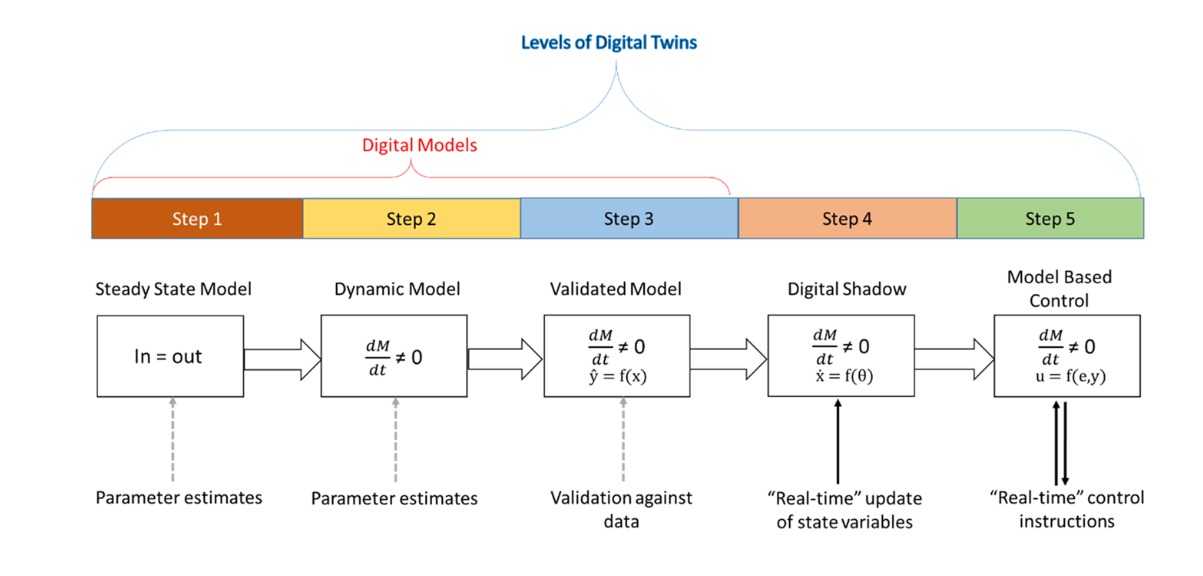 Levels of Digital Twins
Digital Models
Step 1
Step 2
Step 3
Step 4
Step 5
Steady State Model
Dynamic Model
Validated Model
Digital Shadow
Model Based
Control
In = out
dM
dt
≠ 0
dM
dt
≠ 0
ŷ = f(x)
dM
dt
≠ 0
ẋ = f(θ)
dM
dt
≠ 0
u = f(e,y)
Parameter estimates
Parameter estimates
Validation against
data
“Real-time” update
of state variables
“Real-time” control
instructions